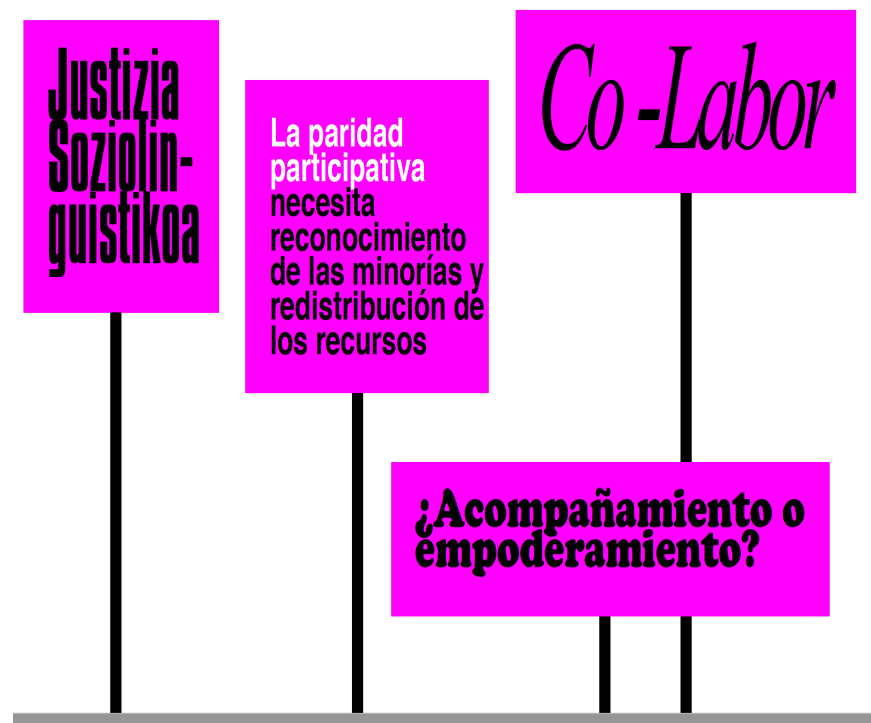 Justizia
Soziolin-
guistikoa
La paridad
participativa
necesita
reconocimiento
de las minorías y
redistribución de
los recursos
Co -Labor
¿Acompañamiento o
empoderamiento?